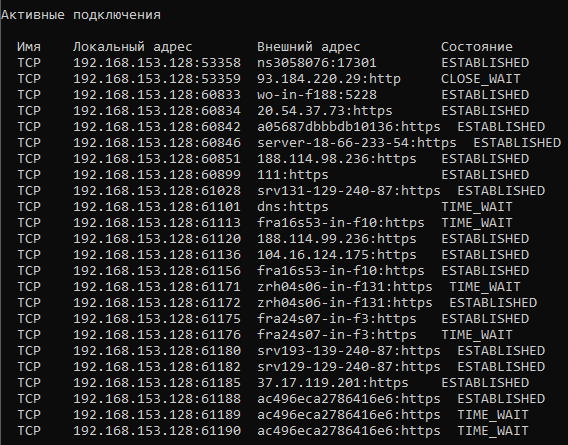 Активные подключения
Имя Локальный адрес Внешний адрес Состояние
TCP 192.168.153.128:53358 ns3058076:17301 ESTABLISHED
TCP 192.168.153.128:53359 93.184.220.29:http CLOSE_WAIT
TCP 192.168.153.128:60833 wo-in-f188:5228 ESTABLISHED
TCP 192.168.153.128:60834 20.54.37.73:https ESTABLISHED
TCP 192.168.153.128:60842 a05687dbbbdb10136:https ESTABLISHED
TCP 192.168.153.128:60846 server-18-66-233-54:https ESTABLISHED
TCP 192.168.153.128:60851 188.114.98.236:https ESTABLISHED
TCP 192.168.153.128:60899 111:https ESTABLISHED
TCP 192.168.153.128:61028 srv131-129-240-87:https ESTABLISHED
TCP 192.168.153.128:61101 dns:https TIME_WAIT
TCP 192.168.153.128:61113 fra16s53-in-f10:https TIME_WAIT
TCP 192.168.153.128:61120 188.114.99.236:https ESTABLISHED
TCP 192.168.153.128:61136 104.16.124.175:https ESTABLISHED
TCP 192.168.153.128:61156 fra16s53-in-f10:https ESTABLISHED
TCP 192.168.153.128:61171 zrh04s06-in-f131:https TIME_WAIT
TCP 192.168.153.128:61172 zrh04s06-in-f131:https ESTABLISHED
TCP 192.168.153.128:61175 fra24s07-in-f3:https ESTABLISHED
TCP 192.168.153.128:61176 fra24s07-in-f3:https TIME_WAIT
TCP 192.168.153.128:61180 srv193-139-240-87:https ESTABLISHED
TCP 192.168.153.128:61182 srv129-129-240-87:https ESTABLISHED
TCP 192.168.153.128:61185 37.17.119.201:https ESTABLISHED
TCP 192.168.153.128:61188 ac496eca2786416e6:https ESTABLISHED
TCP 192.168.153.128:61189 ac496eca2786416e6:https TIME_WAIT
TCP 192.168.153.128:61190 ac496eca2786416e6:https TIME_WAIT